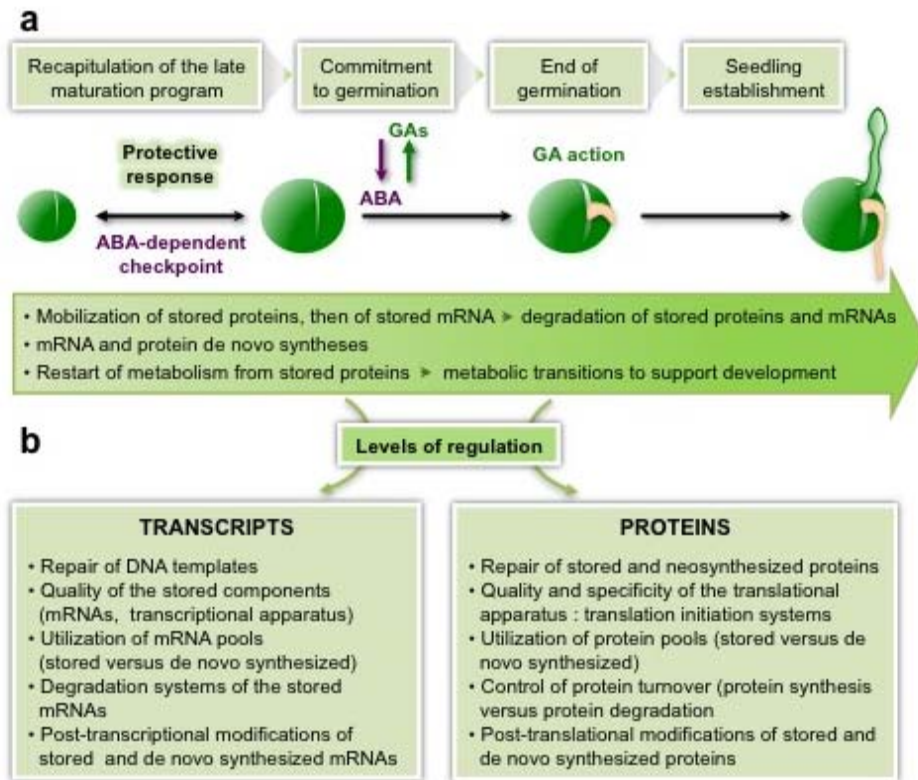 a
Recapitulation of the late
maturation program
Commitment
to germination
End of
germination
Seedling
establishment
Protective
response
ABA-dependent
checkpoint
GAs
ABA
GA action
• Mobilization of stored proteins, then of stored mRNA ► degradation of stored proteins and mRNAs
• mRNA and protein de novo syntheses
• Restart of metabolism from stored proteins ► metabolic transitions to support development
b
Levels of regulation
TRANSCRIPTS
• Repair of DNA templates
• Quality of the stored components
(mRNAs, transcriptional apparatus)
• Utilization of mRNA pools
(stored versus de novo synthesized)
• Degradation systems of the stored
mRNAs
• Post-transcriptional modifications of
stored and de novo synthesized mRNAs
PROTEINS
• Repair of stored and neosynthesized proteins
• Quality and specificity of the translational
apparatus : translation initiation systems
• Utilization of protein pools (stored versus de
novo synthesized)
• Control of protein turnover (protein synthesis
versus protein degradation
• Post-translational modifications of stored and
de novo synthesized proteins